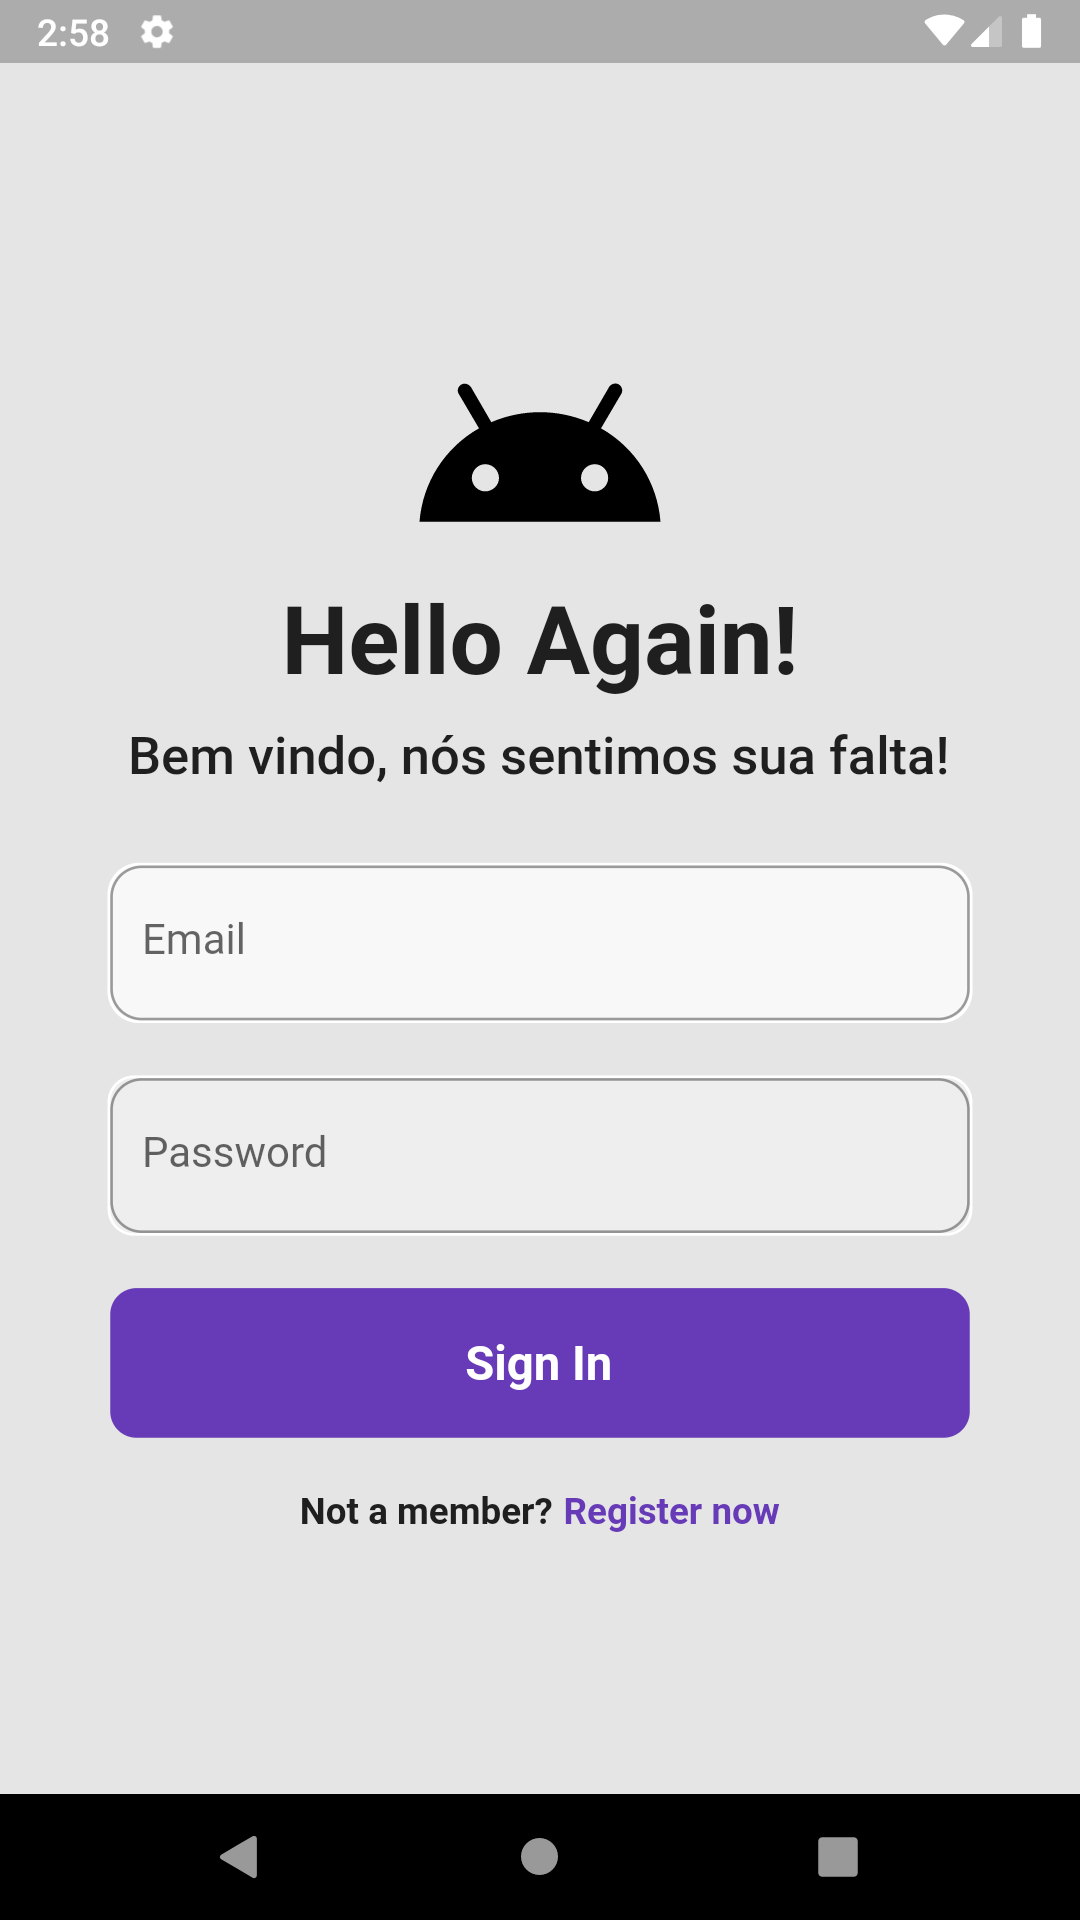 2:58
Hello Again!
Bem vindo, nós sentimos sua falta!
Email
Password
Sign In
Not a member? Register now